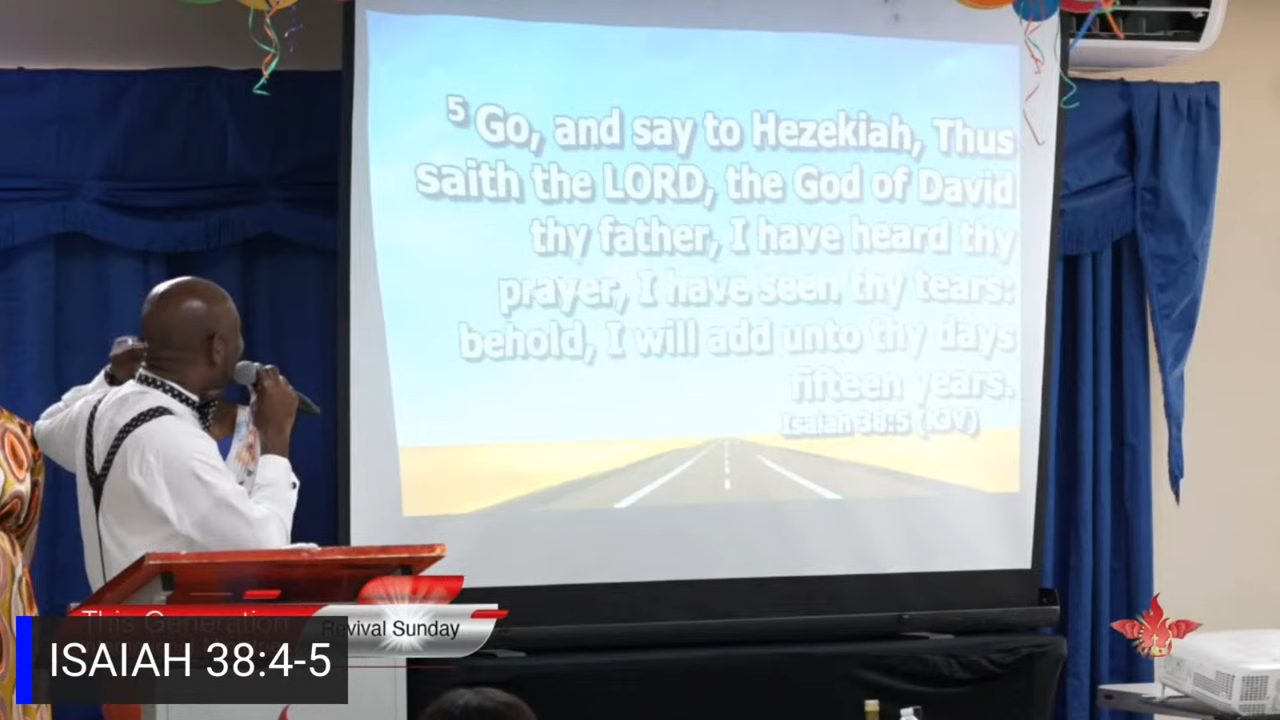 5 Go, and say to Hezekiah, Thus
saith the LORD, the God of David
thy father, I have heard thy
prayer, I have seen thy tears:
behold, I will add unto thy days
fifteen years.
Isaiah 38:5 (KJV)
This Generation
Revival Sunday
ISAIAH 38:4-5